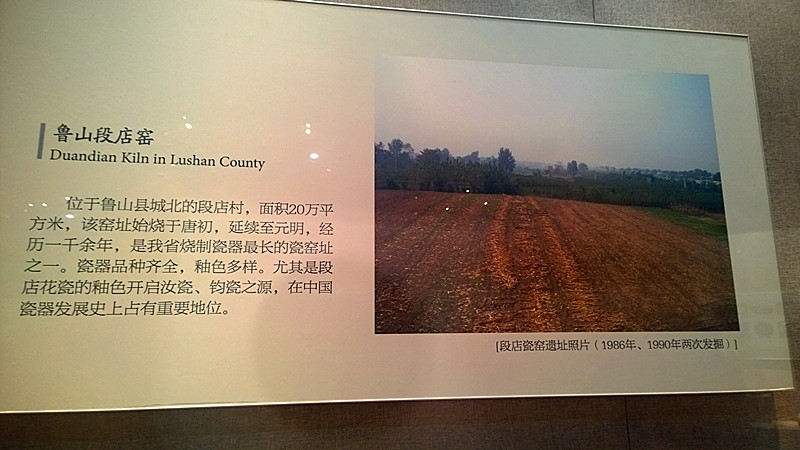 鲁山段店窑
Duandian Kiln in Lushan County
位于鲁山县城北的段店村，面积20万平
方米，该窑址始烧于唐初，延续至元明，经
历一千余年，是我省烧制瓷器最长的瓷窑址
之一。瓷器品种齐全，釉色多样。尤其是段
店花瓷的釉色开启汝瓷、钧瓷之源，在中国
瓷器发展史上占有重要地位。
[段店瓷窑遗址照片（1986年、1990年两次发掘）]